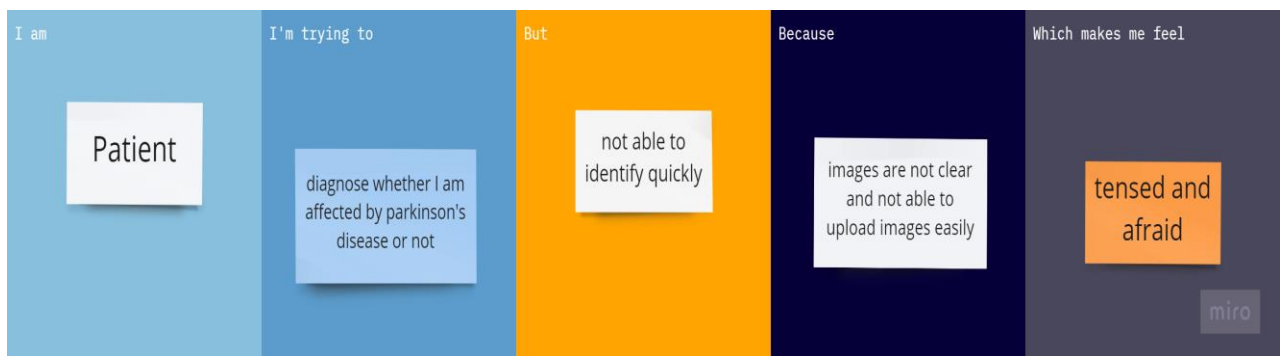 I am
Patient
I'm trying to
diagnose whether I am
affected by parkinson's
disease or not
But
not able to
identify quickly
Because
images are not clear
and not able to
upload images easily
Which makes me feel
tensed and
afraid
miro